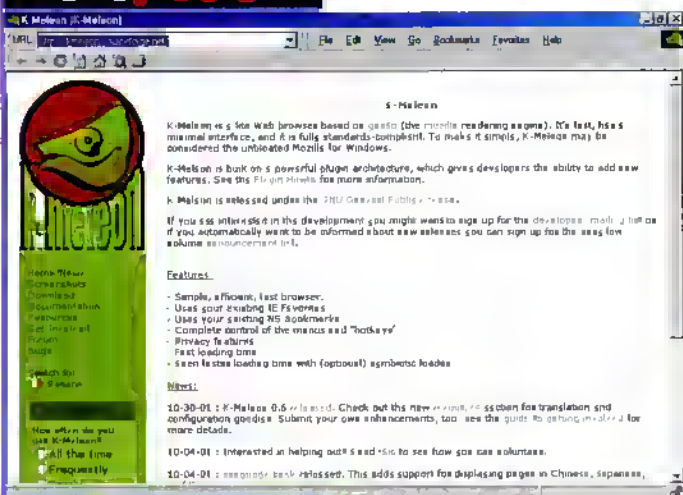 K Meleon (K-Meleon)
URL
File Edit View Go Bookmarks Favorites Help
K-Meleon
K-Meleon is a lite Web browser based on gecko (the mozilla rendering engine). It's fast, has a
minimal interface, and it is fully standards-compliant. To make it simple, K-Meleon may be
considered the unbloated Mozilla for Windows.
K-Meleon is built on a powerful plugin architecture, which gives developers the ability to add new
features. See the Plugin Howto for more information.
K-Meleon is released under the GNU General Public License.
If you are interested in the development you might want to sign up for the developer mailing list or
if you automatically want to be informed about new releases you can sign up for the very low
volume announcement list.
k-meleon
Home/News
Screenshots
Download
Documentation
Resources
Get Involved
Forum
Bugs
Search for
How often do you
use K-Meleon?
All the time
Frequently
Features
- Simple, efficient, fast browser.
- Uses your existing IE Favorites
- Uses your existing NS Bookmarks
- Complete control of the menus and "hotkeys"
- Privacy features
Fast loading time
- Even faster loading time with (optional) symbiotic loader
News:
10-30-01 : K-Meleon 0.6 released. Check out the new resources section for translation and
configuration goodies. Submit your own enhancements, too. see the guide to getting involved for
more details.
10-04-01 : Interested in helping out? to see how you can volunteer.
10-04-01 : released. This adds support for displaying pages in Chinese, Japanese,